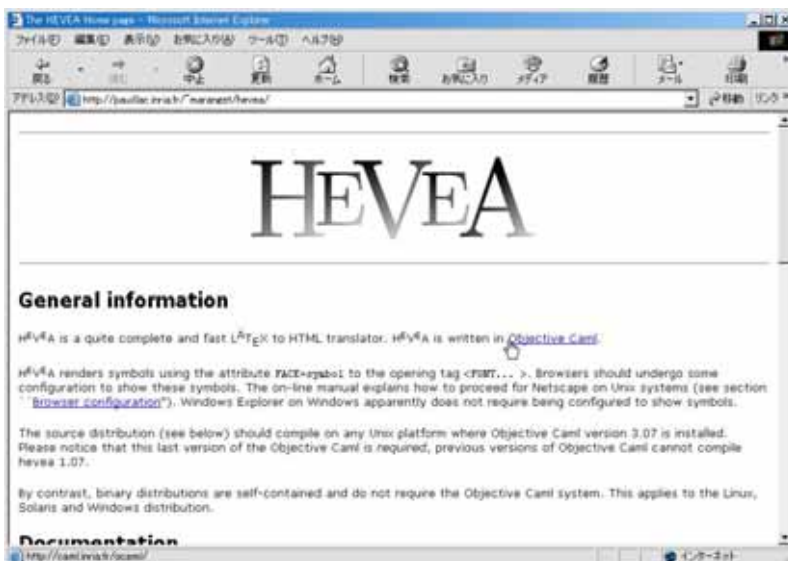 The HEVEA Home page - Microsoft Internet Explorer
ファイル(F) 編集(E) 表示(V) お気に入り(A) ツール(T) ヘルプ(H)
戻る 進む 中止 更新 ホーム 検索 お気に入り メディア 履歴 メール 印刷
アドレス(D) http://pauillac.inria.fr/~maranget/hevea/ 移動 リンク
HEVEA
General information
HEVEA is a quite complete and fast LATEX to HTML translator. HEVEA is written in Objective Caml.
HEVEA renders symbols using the attribute FACE=symbol to the opening tag <FONT... >. Browsers should undergo some
configuration to show these symbols. The on-line manual explains how to proceed for Netscape on Unix systems (see section
``Browser configuration''). Windows Explorer on Windows apparently does not require being configured to show symbols.
The source distribution (see below) should compile on any Unix platform where Objective Caml version 3.07 is installed.
Please notice that this last version of the Objective Caml is required, previous versions of Objective Caml cannot compile
hevea 1.07.
By contrast, binary distributions are self-contained and do not require the Objective Caml system. This applies to the Linux,
Solaris and Windows distribution.
Documentation
http://caml.inria.fr/ocaml/ インターネット